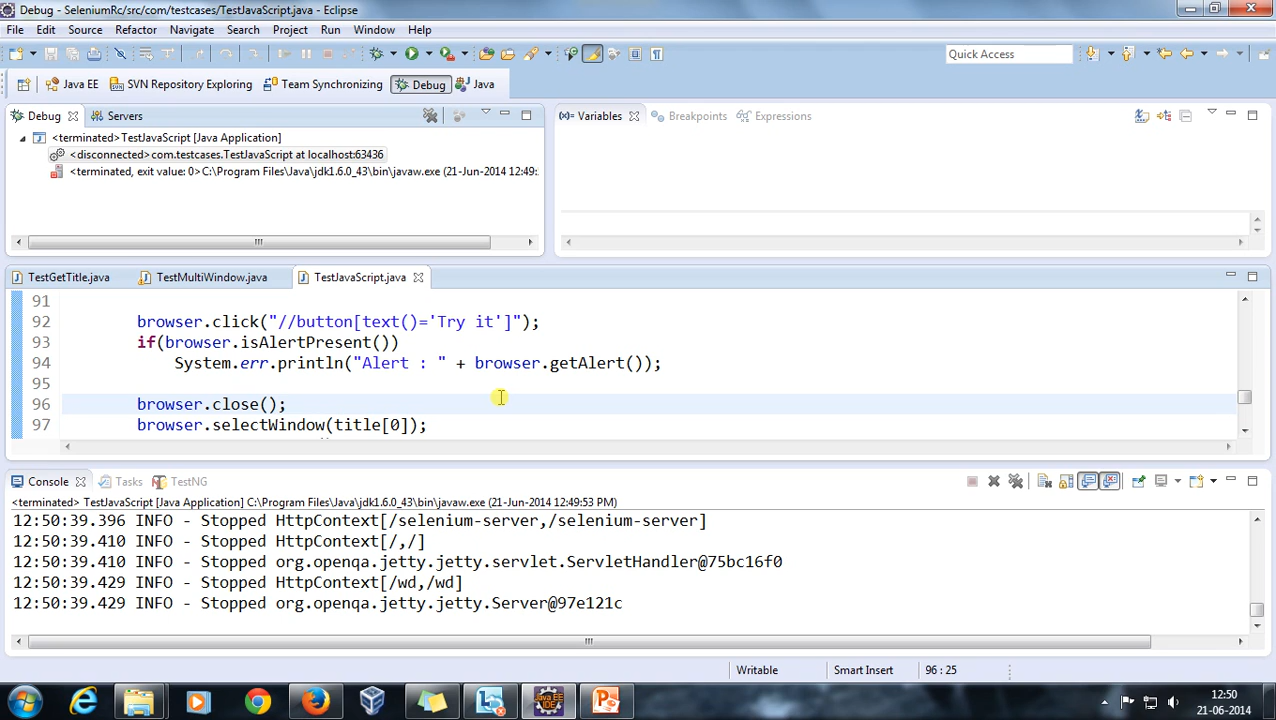 Debug - SeleniumRc/src/com/testcases/TestJavaScript.java - Eclipse
File Edit Source Refactor Navigate Search Project Run Window Help
Quick Access
Java EE SVN Repository Exploring Team Synchronizing Debug Java
Debug Servers
(x)= Variables Breakpoints Expressions
<terminated>TestJavaScript [Java Application]
<disconnected>com.testcases.TestJavaScript at localhost:63436
<terminated, exit value: 0>C:\Program Files\Java\jdk1.6.0_43\bin\javaw.exe (21-Jun-2014 12:49:
TestGetTitle.java TestMultiWindow.java TestJavaScript.java
91
92 browser.click("//button[text()='Try it']");
93 if(browser.isAlertPresent())
94 System.err.println("Alert : " + browser.getAlert());
95
96 browser.close();
97 browser.selectWindow(title[0]);
Console Tasks TestNG
<terminated> TestJavaScript [Java Application] C:\Program Files\Java\jdk1.6.0_43\bin\javaw.exe (21-Jun-2014 12:49:53 PM)
12:50:39.396 INFO - Stopped HttpContext[/selenium-server,/selenium-server]
12:50:39.410 INFO - Stopped HttpContext[/,/]
12:50:39.410 INFO - Stopped org.openqa.jetty.jetty.servlet.ServletHandler@75bc16f0
12:50:39.429 INFO - Stopped HttpContext[/wd,/wd]
12:50:39.429 INFO - Stopped org.openqa.jetty.jetty.Server@97e121c
Writable Smart Insert 96 : 25
12:50
21-06-2014